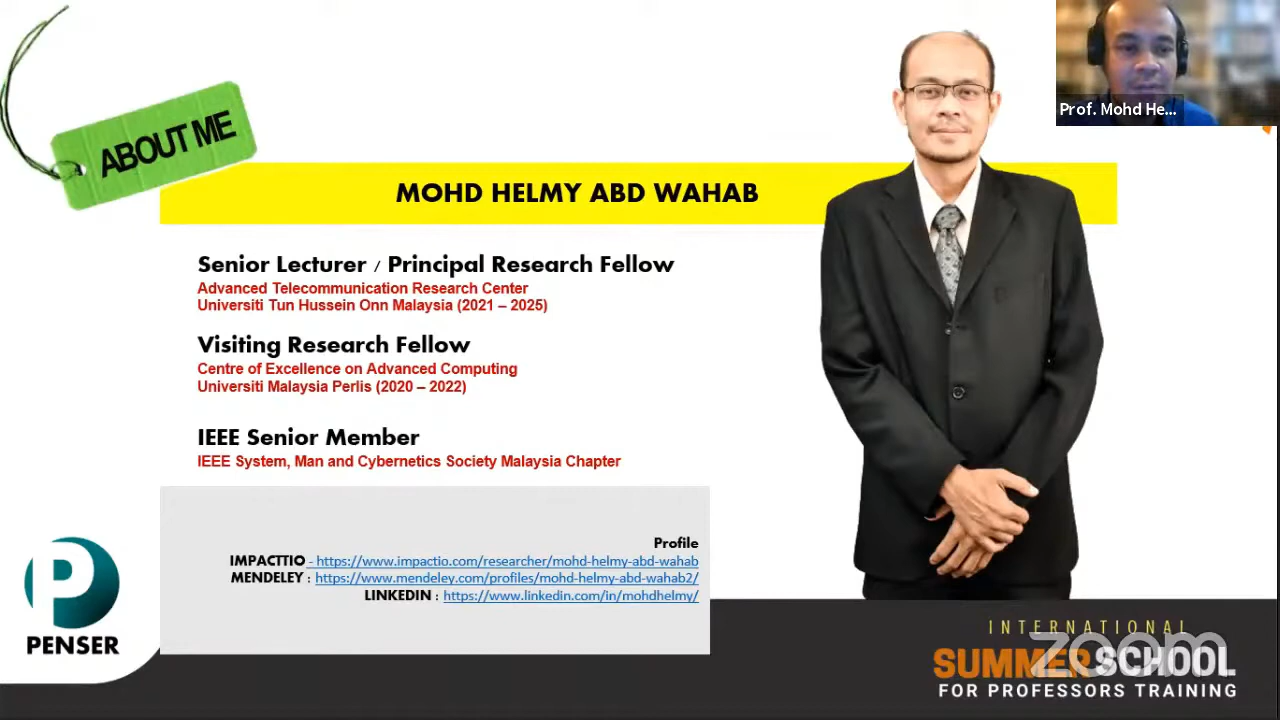 Prof. Mohd He...
ABOUT ME
MOHD HELMY ABD WAHAB
Senior Lecturer / Principal Research Fellow
Advanced Telecommunication Research Center
Universiti Tun Hussein Onn Malaysia (2021 – 2025)
Visiting Research Fellow
Centre of Excellence on Advanced Computing
Universiti Malaysia Perlis (2020 – 2022)
IEEE Senior Member
IEEE System, Man and Cybernetics Society Malaysia Chapter
Profile
IMPACTTIO - https://www.impactio.com/researcher/mohd-helmy-abd-wahab
MENDELEY : https://www.mendeley.com/profiles/mohd-helmy-abd-wahab2/
LINKEDIN : https://www.linkedin.com/in/mohdhelmy/
P
PENSER
INTERNATIONAL
zoom
SUMMER SCHOOL
FOR PROFESSORS TRAINING